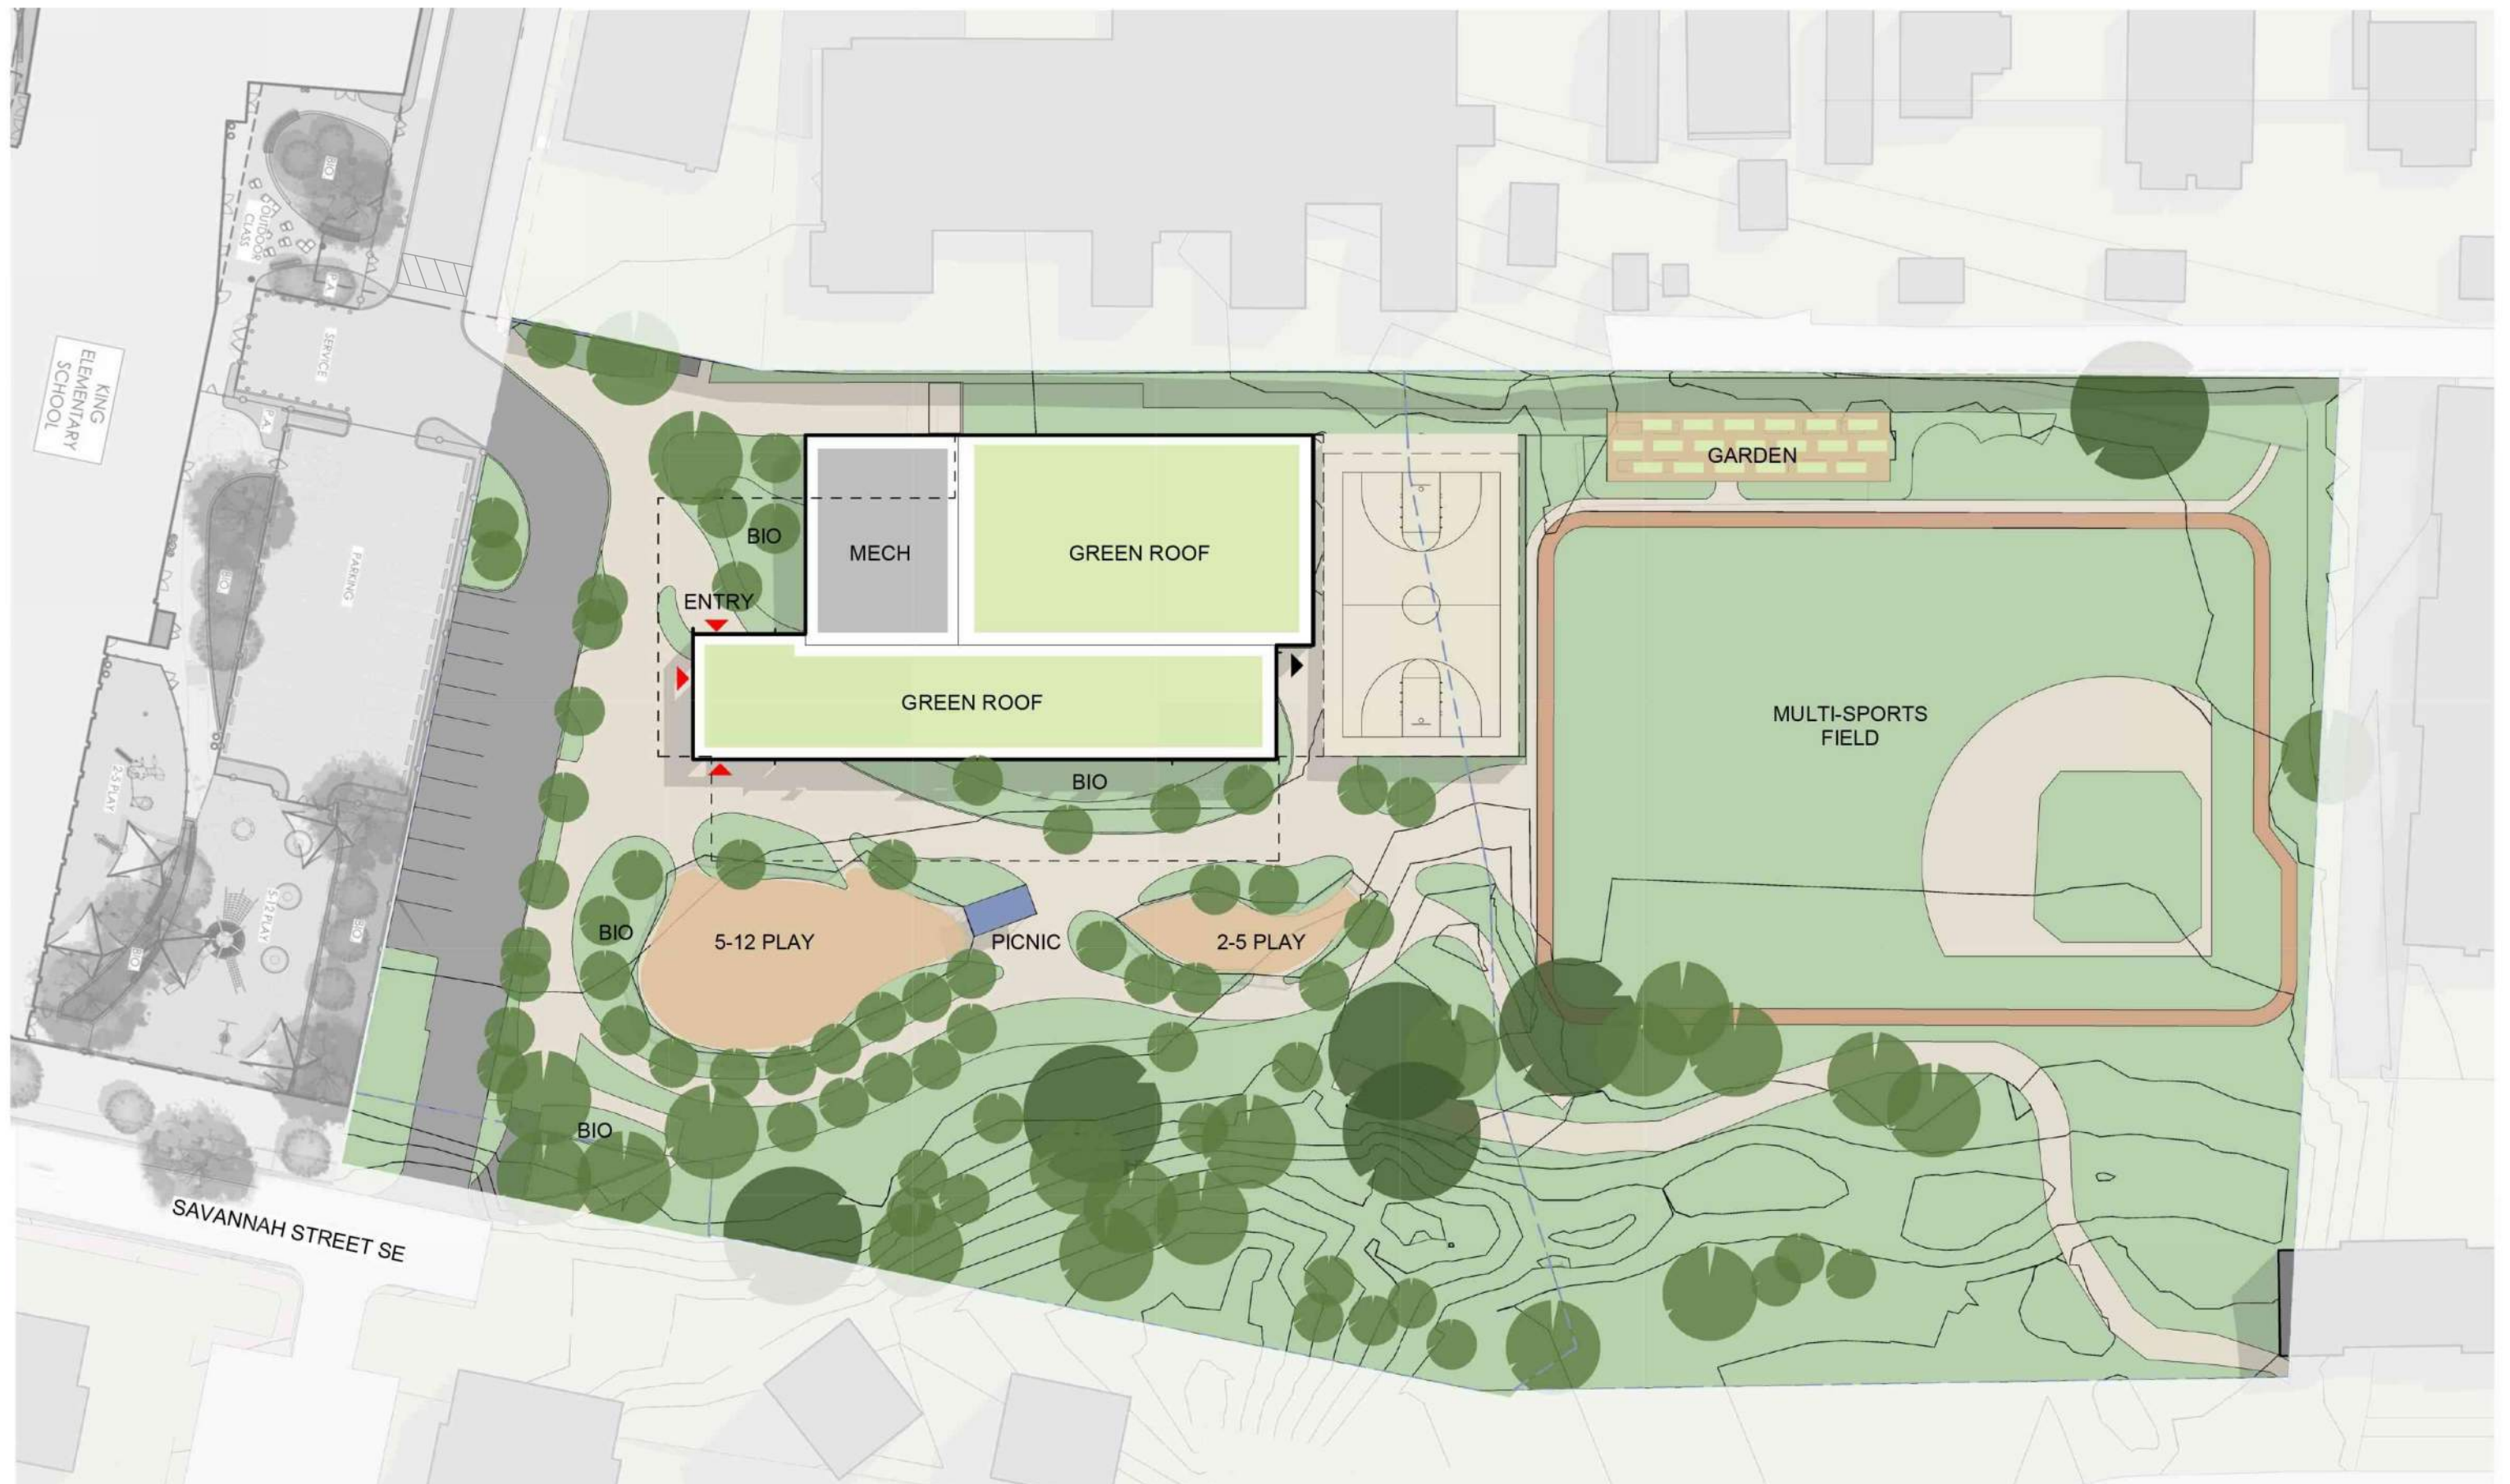 BIO
OUTDOOR
CLASS
P.A.
SERVICE
KING
ELEMENTARY
SCHOOL
P.A.
BIO
PARKING
2-5 PLAY
5-12 PLAY
BIO
BIO
GARDEN
BIO
MECH
GREEN ROOF
ENTRY
GREEN ROOF
MULTI-SPORTS
FIELD
BIO
BIO
5-12 PLAY
PICNIC
2-5 PLAY
BIO
SAVANNAH STREET SE